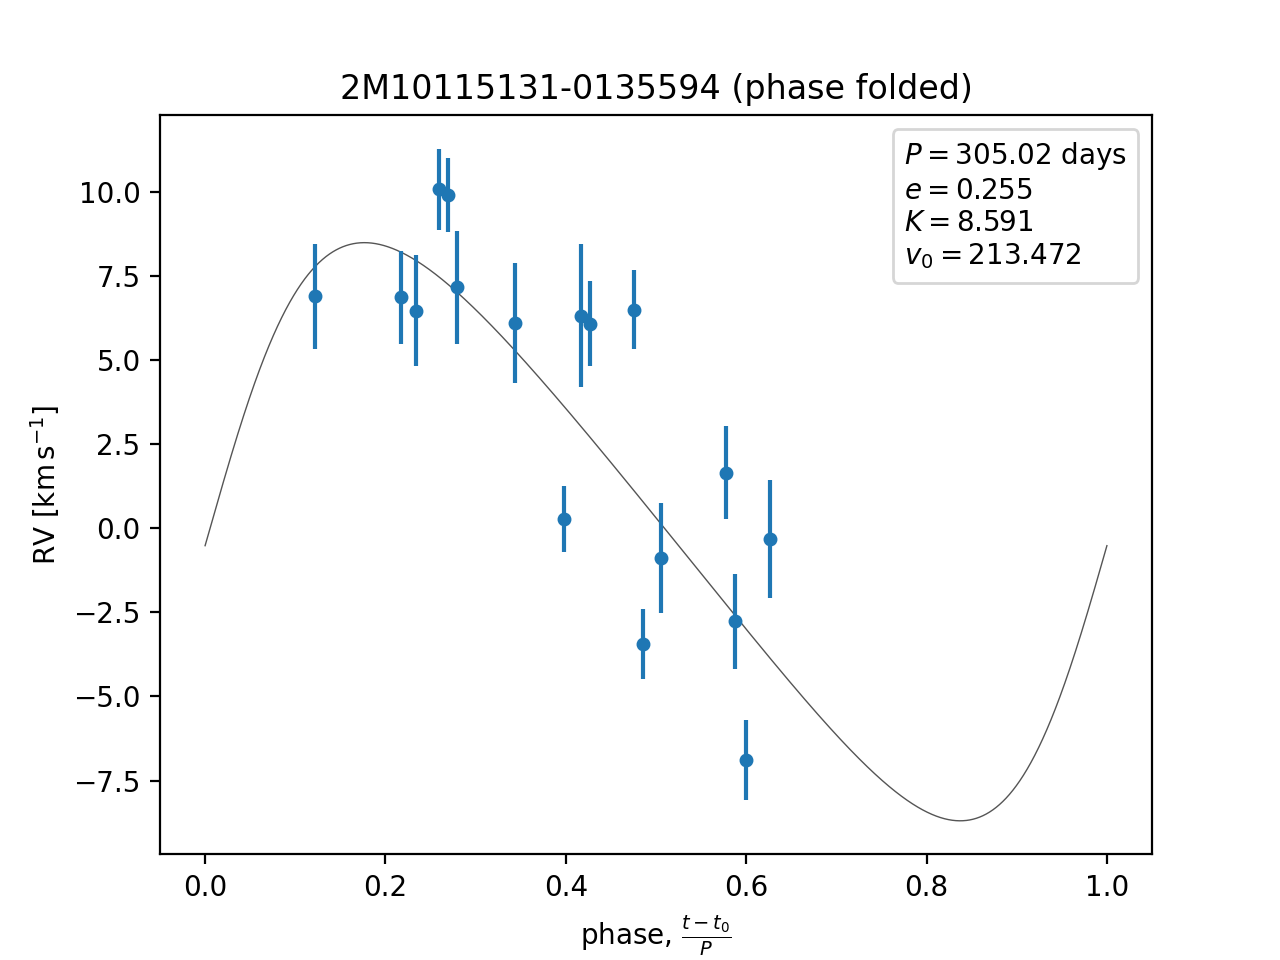 2M10115131-0135594 (phase folded)
P = 305.02 days
e = 0.255
K = 8.591
v₀ = 213.472
RV [km s⁻¹]
10.0
7.5
5.0
2.5
0.0
−2.5
−5.0
−7.5
0.0 0.2 0.4 0.6 0.8 1.0
phase, (t − t₀)/P